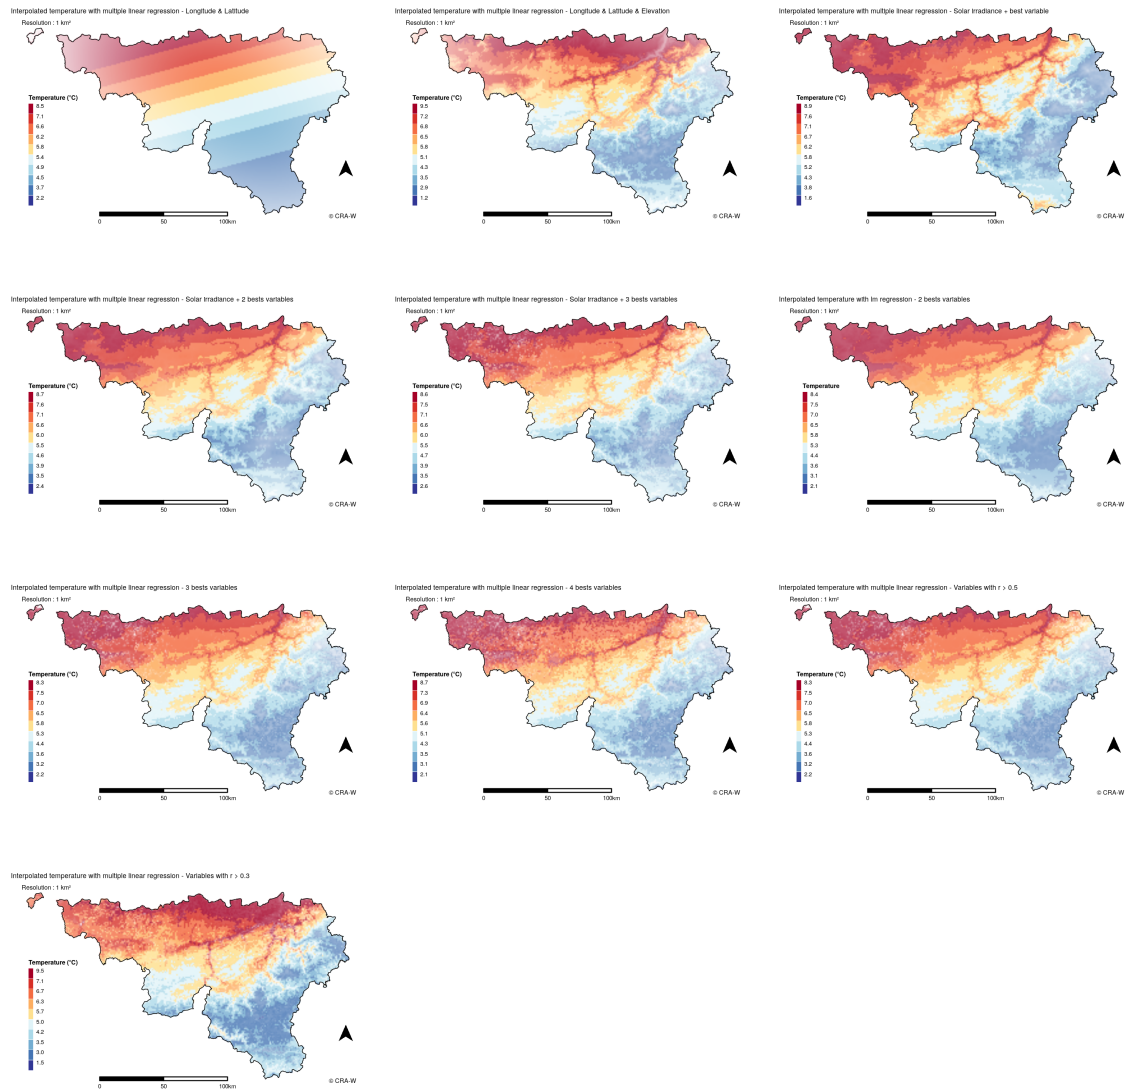 Interpolated temperature with multiple linear regression - Longitude & Latitude
Resolution : 1 km²
Temperature (°C)
8.5
7.1
6.6
6.2
5.8
5.4
4.9
4.5
3.7
2.2
0
50
100km
© CRA-W
Interpolated temperature with multiple linear regression - Longitude & Latitude & Elevation
Resolution : 1 km²
Temperature (°C)
9.5
7.2
6.8
6.4
5.8
5.1
4.3
3.5
2.9
1.2
0
50
100km
© CRA-W
Interpolated temperature with multiple linear regression - Solar Irradiance + best variable
Resolution : 1 km²
Temperature (°C)
8.9
7.6
7.1
6.6
6.2
5.8
5.2
4.3
3.8
1.6
0
50
100km
© CRA-W
Interpolated temperature with multiple linear regression - Solar Irradiance + 2 bests variables
Resolution : 1 km²
Temperature (°C)
8.7
7.6
7.1
6.6
6.0
5.5
4.6
3.9
3.5
2.4
0
50
100km
© CRA-W
Interpolated temperature with multiple linear regression - Solar Irradiance + 3 bests variables
Resolution : 1 km²
Temperature (°C)
8.6
7.5
7.1
6.6
6.0
5.5
4.7
3.9
3.5
2.6
0
50
100km
© CRA-W
Interpolated temperature with lm regression - 2 bests variables
Resolution : 1 km²
Temperature
8.4
7.5
7.0
6.5
5.8
5.3
4.4
3.6
3.1
2.1
0
50
100km
© CRA-W
Interpolated temperature with multiple linear regression - 3 bests variables
Resolution : 1 km²
Temperature (°C)
8.3
7.5
7.0
6.5
5.8
5.3
4.4
3.6
3.2
2.2
0
50
100km
© CRA-W
Interpolated temperature with multiple linear regression - 4 bests variables
Resolution : 1 km²
Temperature (°C)
8.7
7.3
6.9
6.4
5.6
5.1
4.3
3.5
3.1
2.1
0
50
100km
© CRA-W
Interpolated temperature with multiple linear regression - Variables with r > 0.5
Resolution : 1 km²
Temperature (°C)
8.3
7.5
7.0
6.5
5.8
5.3
4.4
3.6
3.2
2.2
0
50
100km
© CRA-W
Interpolated temperature with multiple linear regression - Variables with r > 0.3
Resolution : 1 km²
Temperature (°C)
9.5
7.1
6.7
6.3
5.7
5.0
4.2
3.5
3.0
1.5
0
50
100km
© CRA-W